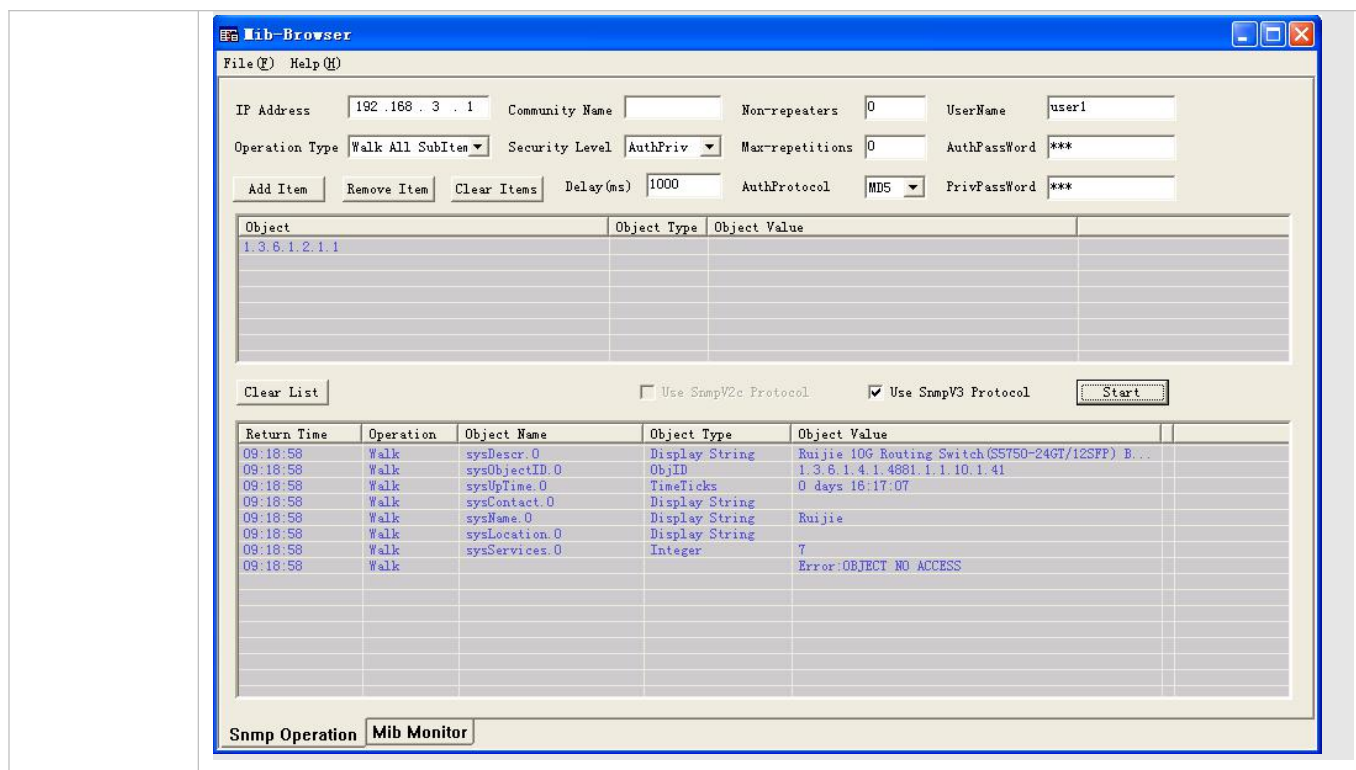 Mib-Browser
File(F) Help(H)
IP Address 192 .168 . 3 . 1 Community Name Non-repeaters 0 UserName user1
Operation Type Walk All SubItem Security Level AuthPriv Max-repetitions 0 AuthPassWord ***
Add Item Remove Item Clear Items Delay(ms) 1000 AuthProtocol MD5 PrivPassWord ***
Object Object Type Object Value
1.3.6.1.2.1.1
Clear List Use SnmpV2c Protocol Use SnmpV3 Protocol Start
Return Time Operation Object Name Object Type Object Value
09:18:58 Walk sysDescr.0 Display String Ruijie 10G Routing Switch(S5750-24GT/12SFP) B...
09:18:58 Walk sysObjectID.0 ObjID 1.3.6.1.4.1.4881.1.1.10.1.41
09:18:58 Walk sysUpTime.0 TimeTicks 0 days 16:17:07
09:18:58 Walk sysContact.0 Display String
09:18:58 Walk sysName.0 Display String Ruijie
09:18:58 Walk sysLocation.0 Display String
09:18:58 Walk sysServices.0 Integer 7
09:18:58 Walk Error:OBJECT NO ACCESS
Snmp Operation Mib Monitor